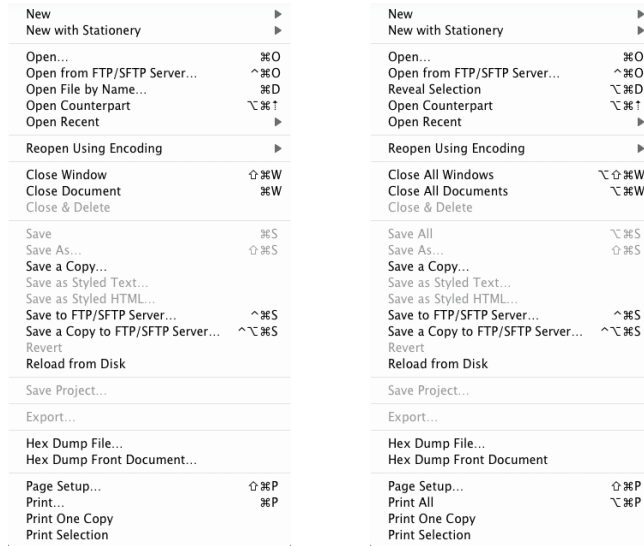 New ▶
New with Stationery ▶
Open... ⌘O
Open from FTP/SFTP Server... ^⌘O
Open File by Name... ⌘D
Open Counterpart ⌥⌘↑
Open Recent ▶
Reopen Using Encoding ▶
Close Window ⇧⌘W
Close Document ⌘W
Close & Delete
Save ⌘S
Save As... ⇧⌘S
Save a Copy...
Save as Styled Text...
Save as Styled HTML...
Save to FTP/SFTP Server... ^⌘S
Save a Copy to FTP/SFTP Server... ^⌥⌘S
Revert
Reload from Disk
Save Project...
Export...
Hex Dump File...
Hex Dump Front Document...
Page Setup... ⇧⌘P
Print... ⌘P
Print One Copy
Print Selection
New ▶
New with Stationery ▶
Open... ⌘O
Open from FTP/SFTP Server... ^⌘O
Reveal Selection ⌥⌘D
Open Counterpart ⌥⌘↑
Open Recent ▶
Reopen Using Encoding ▶
Close All Windows ⌥⇧⌘W
Close All Documents ⌥⌘W
Close & Delete
Save All ⌥⌘S
Save As... ⇧⌘S
Save a Copy...
Save as Styled Text...
Save as Styled HTML...
Save to FTP/SFTP Server... ^⌘S
Save a Copy to FTP/SFTP Server... ^⌥⌘S
Revert
Reload from Disk
Save Project...
Export...
Hex Dump File...
Hex Dump Front Document
Page Setup... ⇧⌘P
Print All ⌥⌘P
Print One Copy
Print Selection